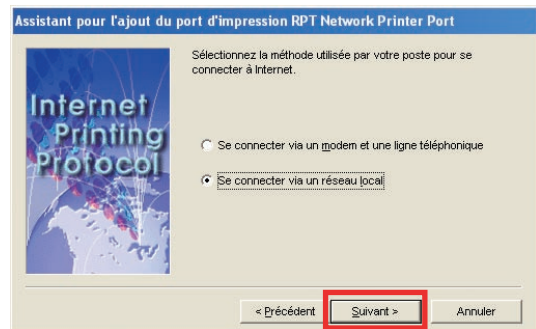 Assistant pour l'ajout du port d'impression RPT Network Printer Port
Sélectionnez la méthode utilisée par votre poste pour se
connecter à Internet.
Internet
Printing
Protocol
Se connecter via un modem et une ligne téléphonique
Se connecter via un réseau local
< Précédent
Suivant >
Annuler